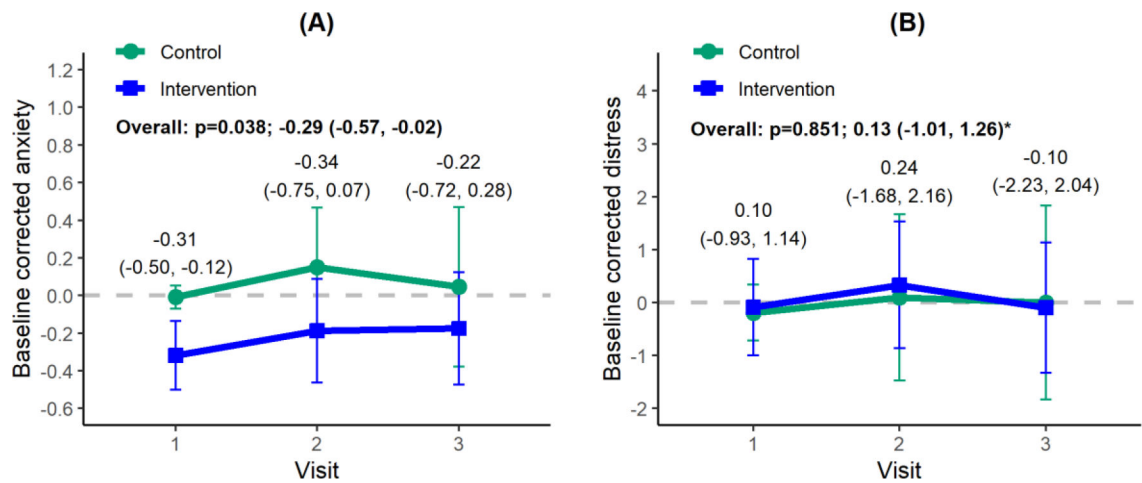 (A)
Control
Intervention
Overall: p=0.038; -0.29 (-0.57, -0.02)
-0.31
(-0.50, -0.12)
-0.34
(-0.75, 0.07)
-0.22
(-0.72, 0.28)
Baseline corrected anxiety
1.2
1.0
0.8
0.6
0.4
0.2
0.0
-0.2
-0.4
-0.6
1 2 3
Visit
(B)
Control
Intervention
Overall: p=0.851; 0.13 (-1.01, 1.26)*
0.10
(-0.93, 1.14)
0.24
(-1.68, 2.16)
-0.10
(-2.23, 2.04)
Baseline corrected distress
4
3
2
1
0
-1
-2
1 2 3
Visit